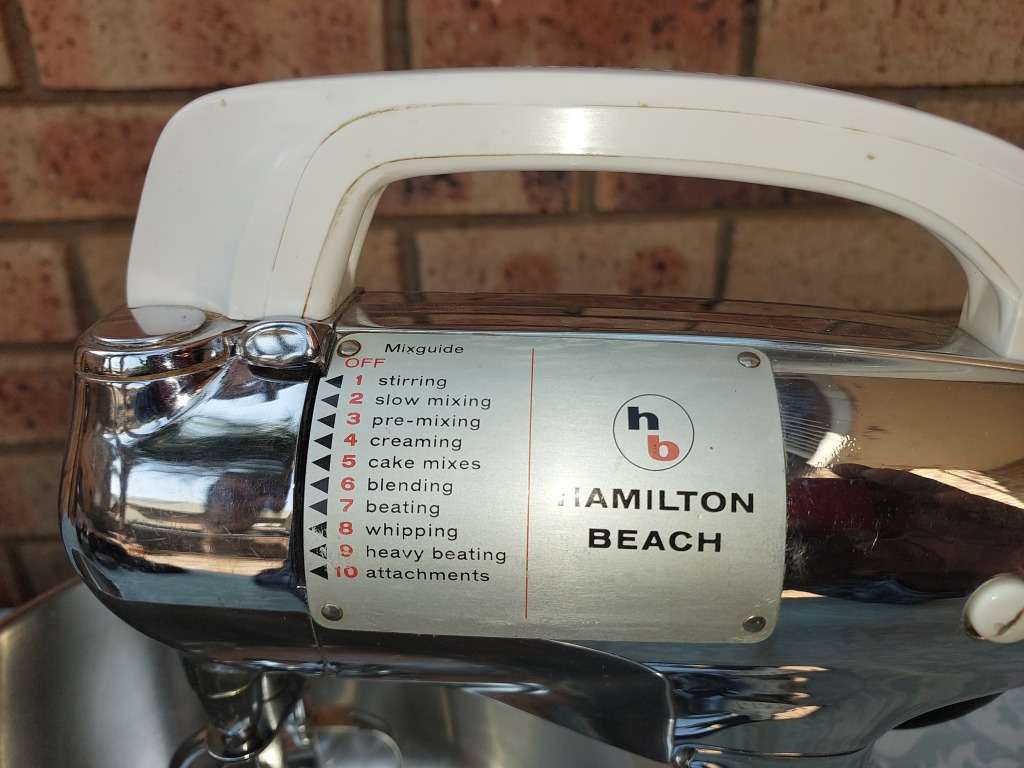 Mixguide
OFF
1 stirring
2 slow mixing
3 pre-mixing
4 creaming
5 cake mixes
6 blending
7 beating
8 whipping
9 heavy beating
10 attachments
h
b
HAMILTON
BEACH